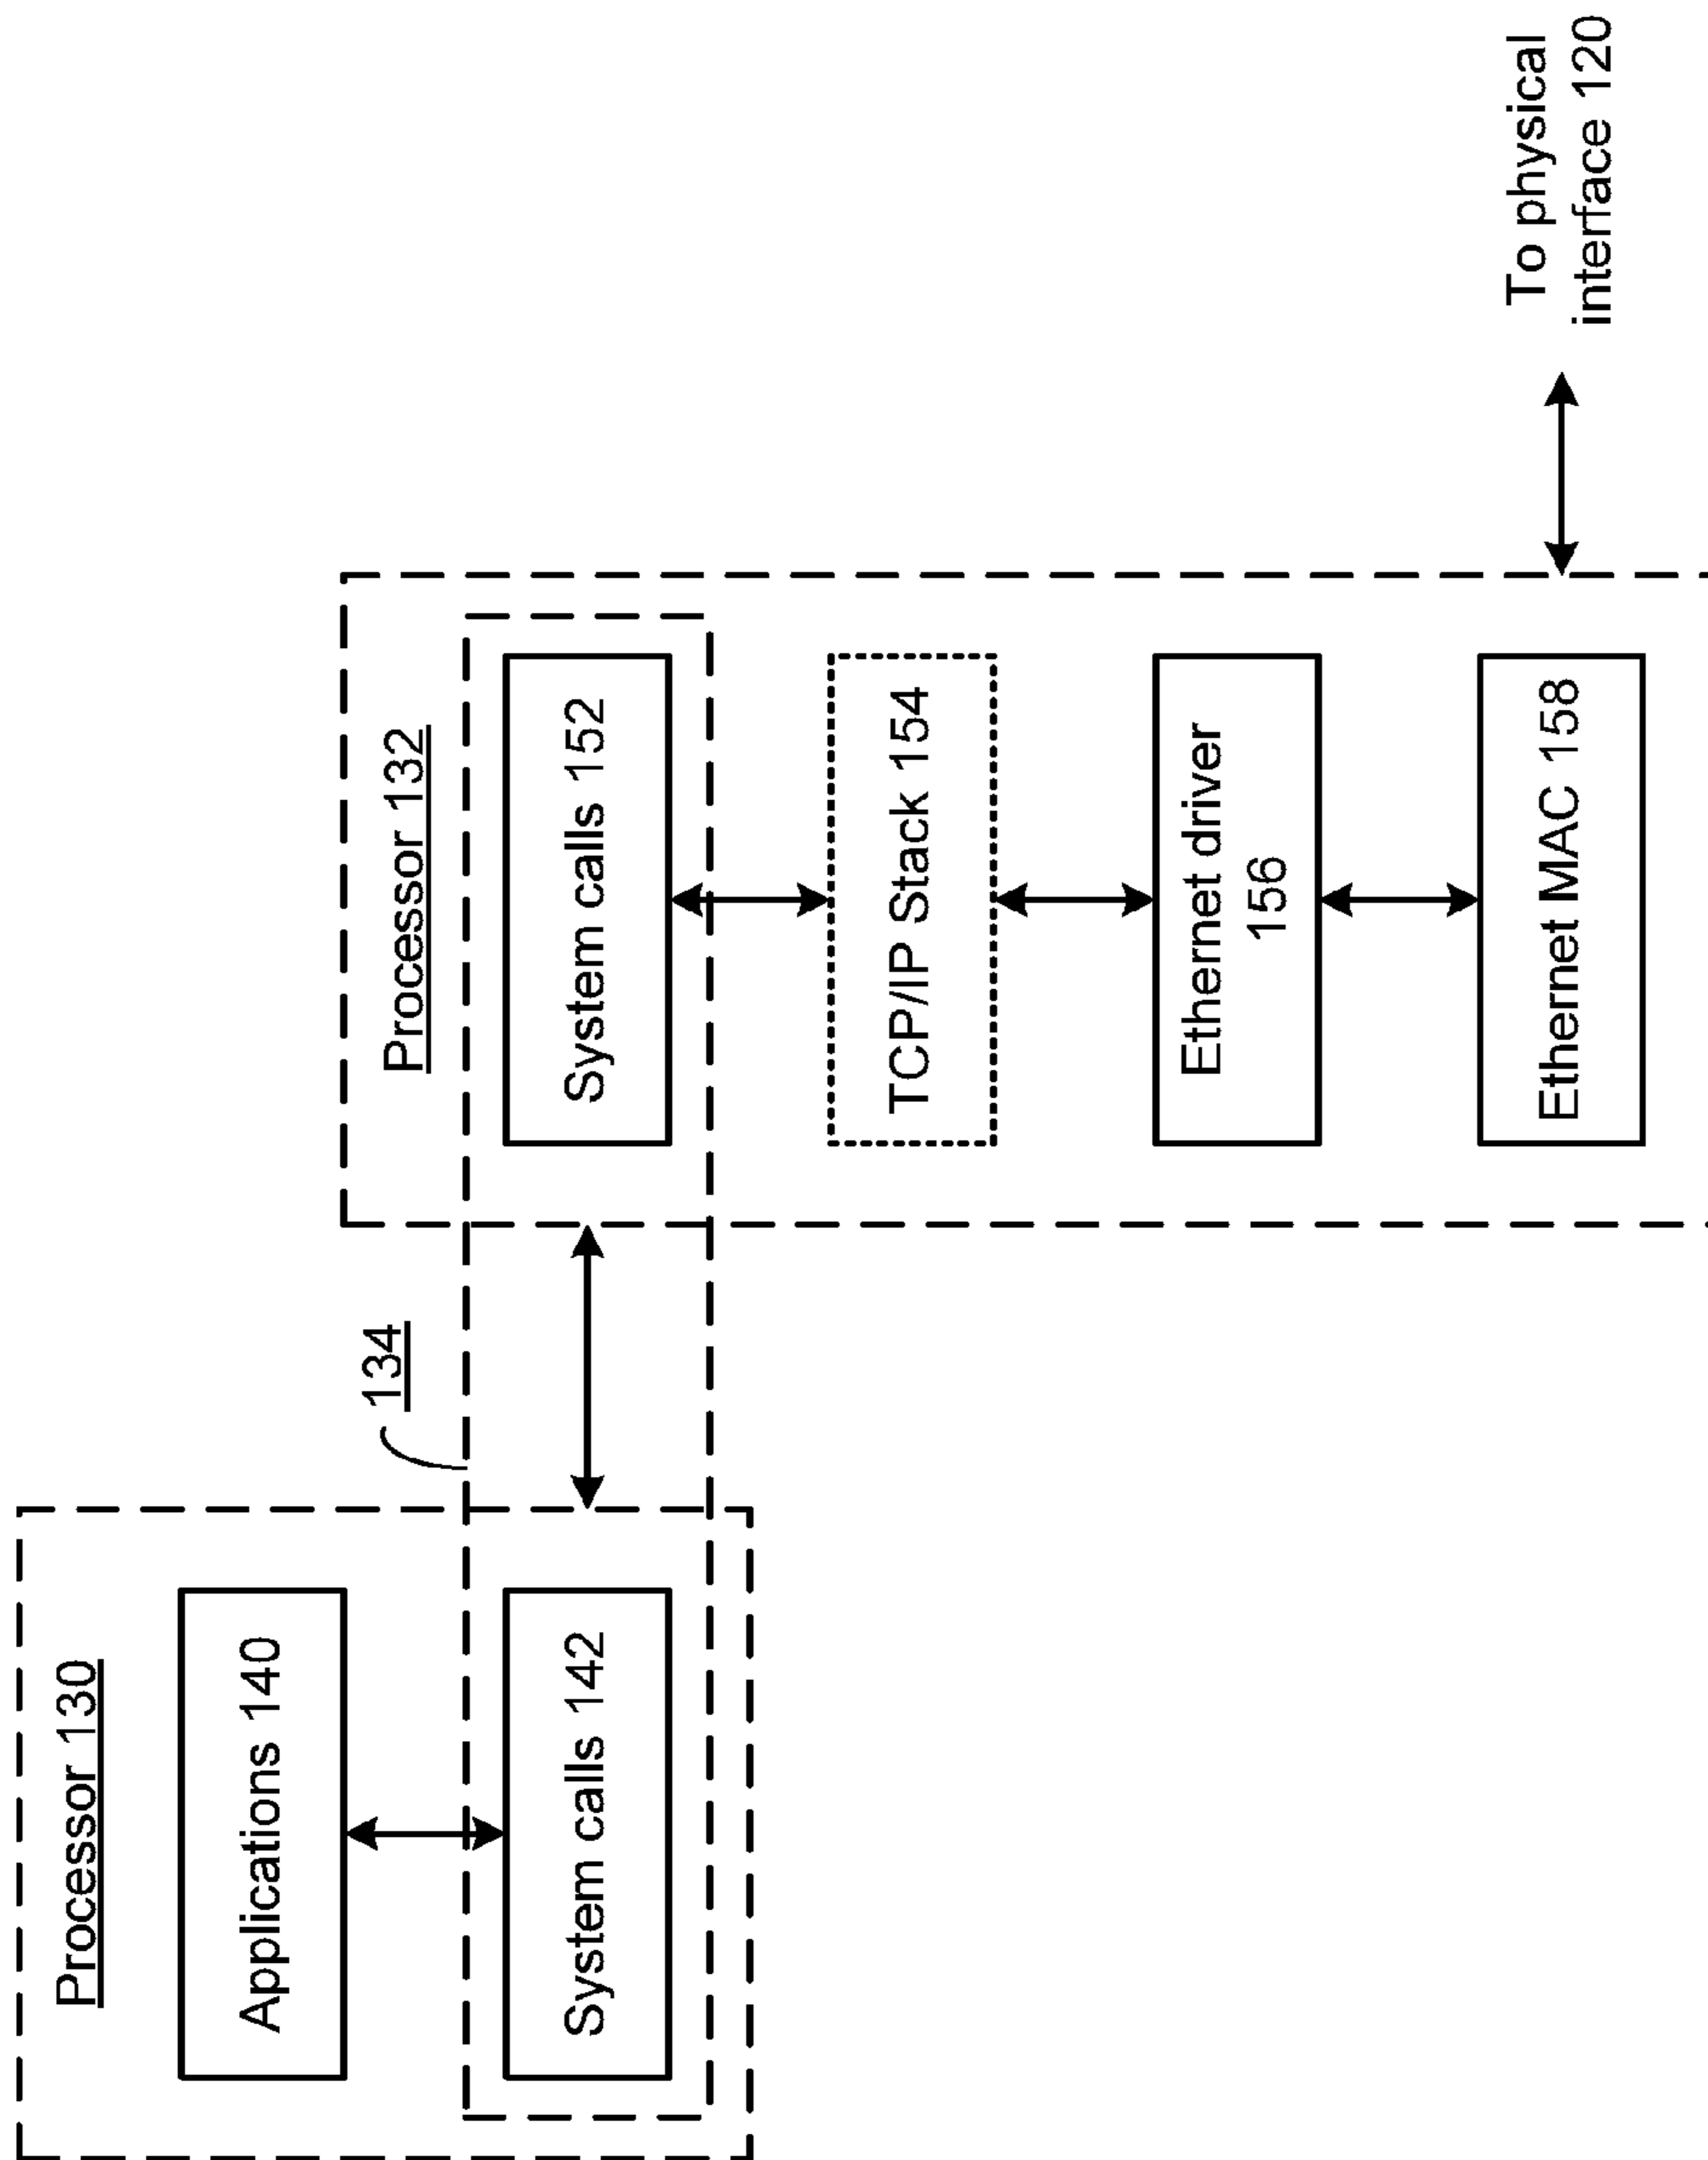 Processor 130
Applications 140
System calls 142
134
Processor 132
System calls 152
TCP/IP Stack 154
Ethernet driver
156
Ethernet MAC 158
To physical
interface 120